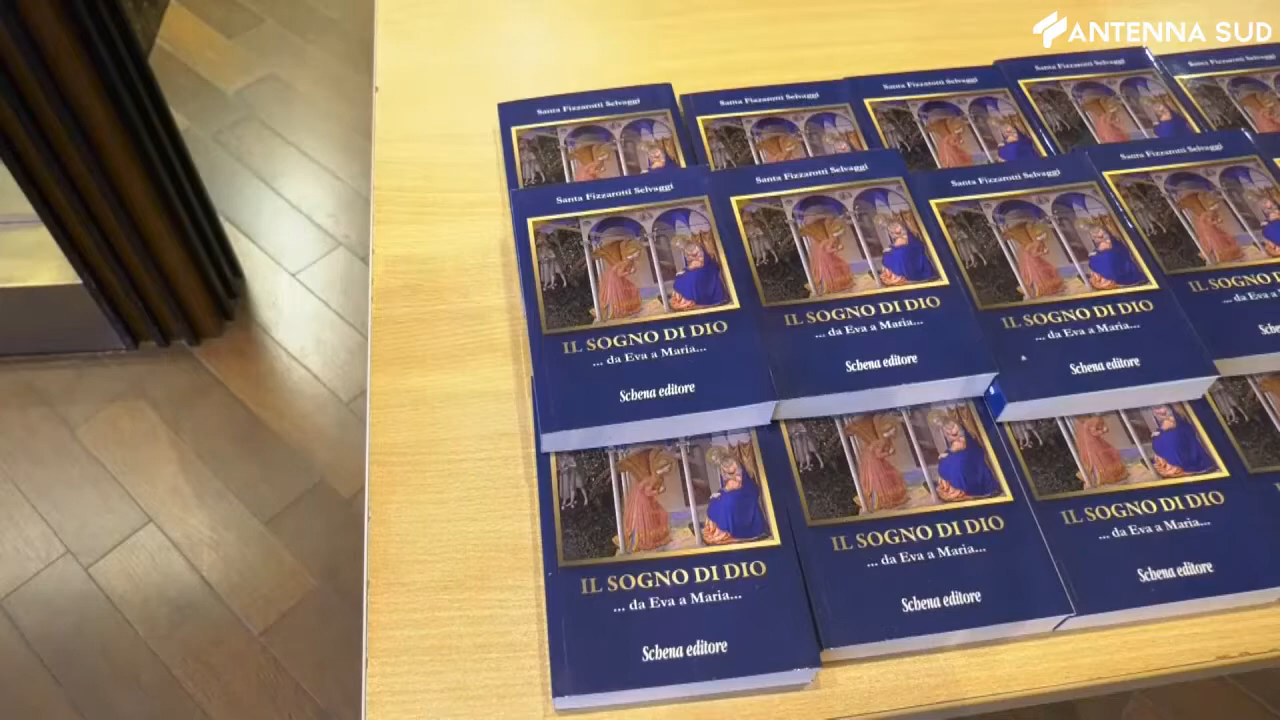 ANTENNA SUD
Santa Fizzarotti Selvaggi
Santa Fizzarotti Selvaggi
Santa Fizzarotti Selvaggi
Santa Fizzarotti Selvaggi
Santa Fizzarotti Selvaggi
Santa Fizzarotti Selvaggi
IL SOGNO DI DIO
... da Eva a Maria...
Schena editore
Santa Fizzarotti Selvaggi
IL SOGNO DI DIO
... da Eva a Maria...
Schena editore
Santa Fizzarotti Selvaggi
IL SOGNO DI DIO
... da Eva a Maria...
Schena editore
Santa Fizzarotti Selvaggi
IL SOGNO DI
... da Eva a
Sche
IL SOGNO DI DIO
... da Eva a Maria...
Schena editore
IL SOGNO DI DIO
... da Eva a Maria...
Schena editore
IL SOGNO DI DIO
... da Eva a Maria...
Schena editore